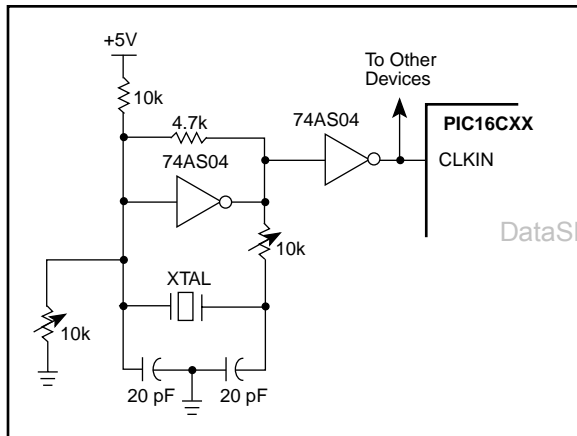 +5V
To Other
Devices
10k
4.7k
74AS04
PIC16CXX
74AS04
CLKIN
10k
XTAL
10k
20 pF
20 pF